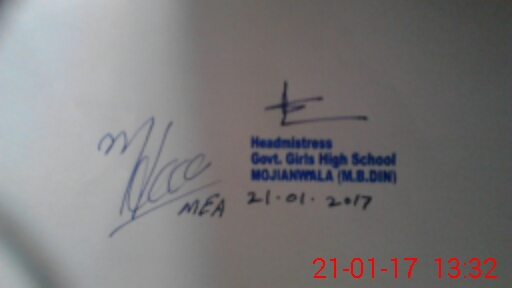 Headmistress
Govt. Girls High School
MOJIANWALA (M.B.DIN)
MEA
21.01.2017
21-01-17 13:32